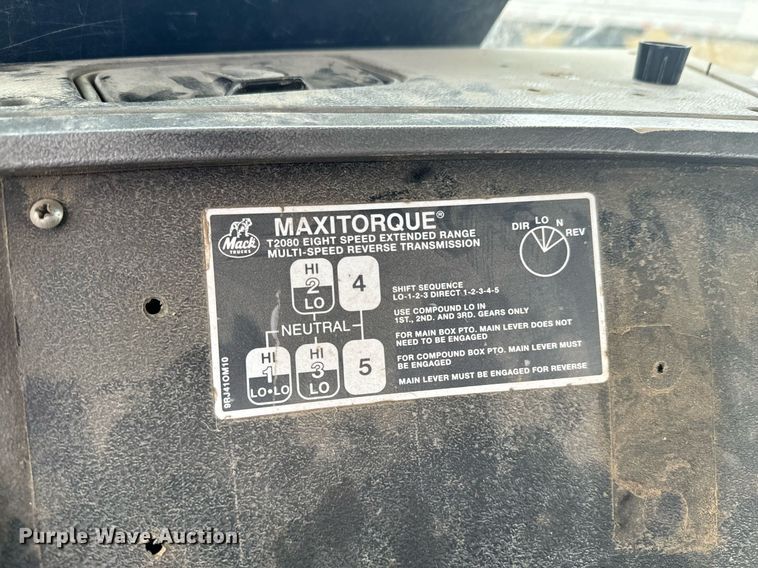 Mack
TRUCKS
MAXITORQUE®
T2080 EIGHT SPEED EXTENDED RANGE
MULTI-SPEED REVERSE TRANSMISSION
DIR LO N REV
HI
2
LO
4
NEUTRAL
HI
1
LO•LO
HI
3
LO
5
SHIFT SEQUENCE
LO-1-2-3 DIRECT 1-2-3-4-5
USE COMPOUND LO IN
1ST., 2ND. AND 3RD. GEARS ONLY
FOR MAIN BOX PTO. MAIN LEVER DOES NOT
NEED TO BE ENGAGED
FOR COMPOUND BOX PTO. MAIN LEVER MUST
BE ENGAGED
MAIN LEVER MUST BE ENGAGED FOR REVERSE
9RJ41OM10
Purple Wave Auction